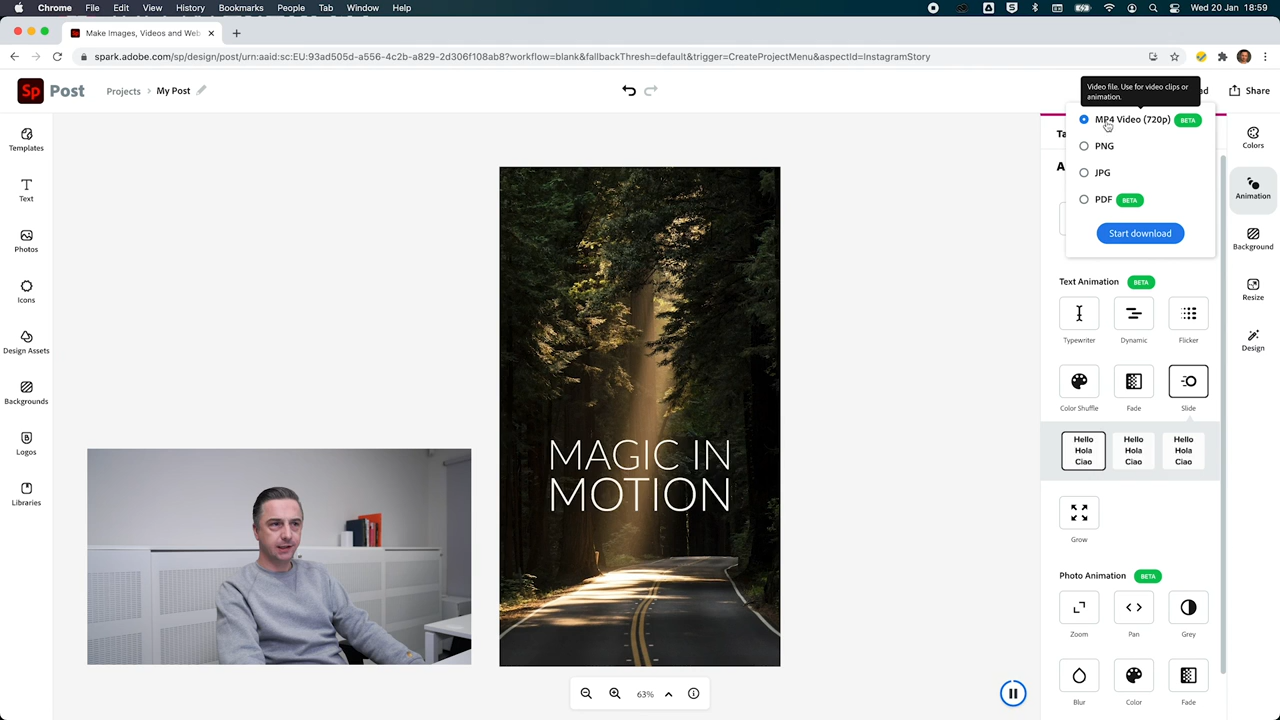 Chrome File Edit View History Bookmarks People Tab Window Help
Wed 20 Jan 18:59
Make Images, Videos and Web
spark.adobe.com/sp/design/post/urn:aaid:sc:EU:93ad505d-a556-4c2b-a829-2d306f108ab8?workflow=blank&fallbackThresh=default&trigger=CreateProjectMenu&aspectId=InstagramStory
Sp Post Projects > My Post
Share
Video file. Use for video clips or
animation.
MP4 Video (720p) BETA
PNG
JPG
PDF BETA
Start download
Templates
Text
Photos
Icons
Design Assets
Backgrounds
Logos
Libraries
MAGIC IN
MOTION
63%
Text Animation BETA
Typewriter Dynamic Flicker
Color Shuffle Fade Slide
Hello Hello Hello
Hola Hola Hola
Ciao Ciao Ciao
Grow
Photo Animation BETA
Zoom Pan Grey
Blur Color Fade
Colors
Animation
Background
Resize
Design